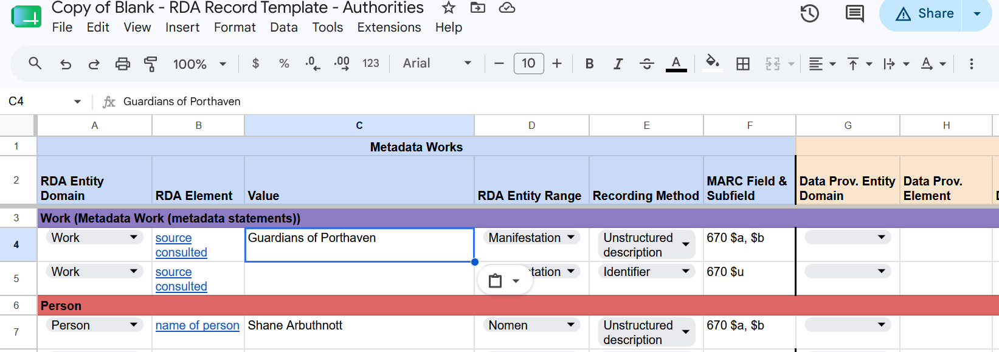 Copy of Blank - RDA Record Template - Authorities
File Edit View Insert Format Data Tools Extensions Help
Share
100% $ % .0 .00 123 Arial 10 B I A A
C4 fx Guardians of Porthaven
A B C D E F G H
1 Metadata Works
2 RDA Entity Domain RDA Element Value RDA Entity Range Recording Method MARC Field & Subfield Data Prov. Entity Domain Data Prov. Element
3 Work (Metadata Work (metadata statements))
4 Work source consulted Guardians of Porthaven Manifestation Unstructured description 670 $a, $b
5 Work source consulted tation Identifier 670 $u
6 Person
7 Person name of person Shane Arbuthnott Nomen Unstructured description 670 $a, $b